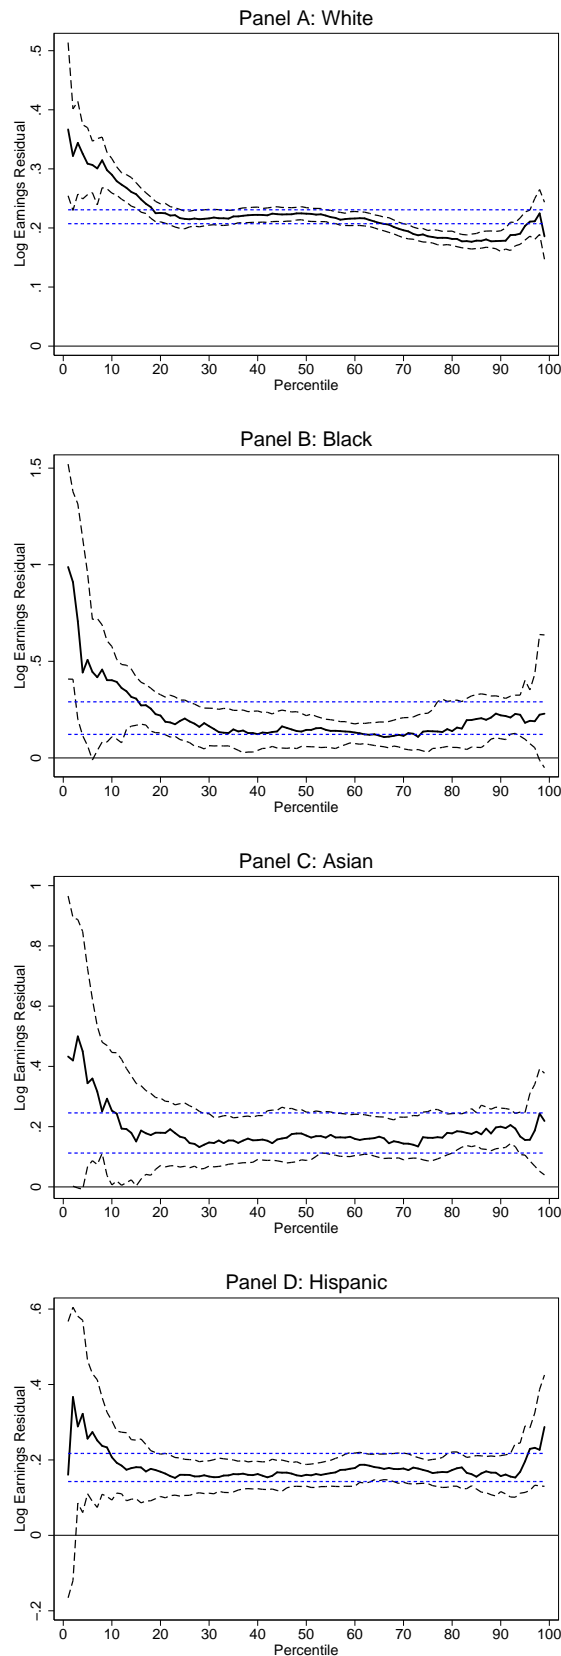 Panel A: White
.5
.4
.3
.2
.1
0
Log Earnings Residual
0 10 20 30 40 50 60 70 80 90 100
Percentile
Panel B: Black
1.5
1
.5
0
Log Earnings Residual
0 10 20 30 40 50 60 70 80 90 100
Percentile
Panel C: Asian
1
.8
.6
.4
.2
0
Log Earnings Residual
0 10 20 30 40 50 60 70 80 90 100
Percentile
Panel D: Hispanic
.6
.4
.2
0
-.2
Log Earnings Residual
0 10 20 30 40 50 60 70 80 90 100
Percentile